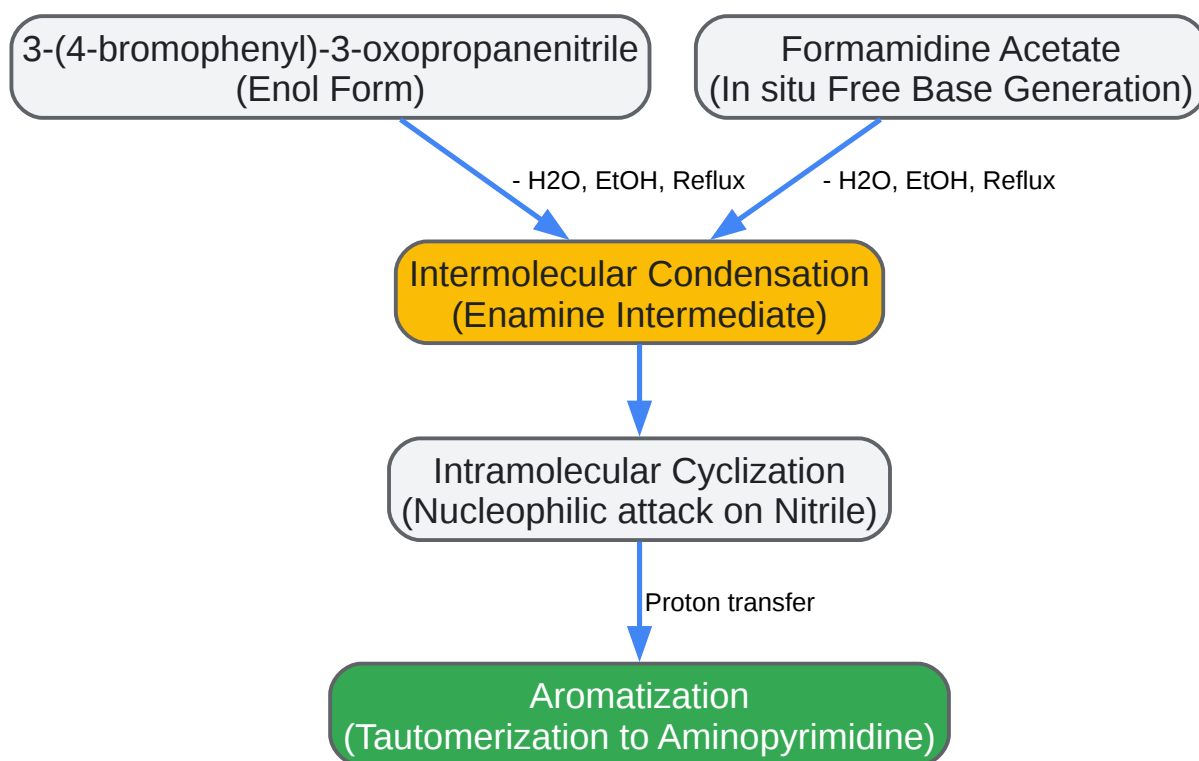 3-(4-bromophenyl)-3-oxopropanenitrile
(Enol Form)
Formamidine Acetate
(In situ Free Base Generation)
- H2O, EtOH, Reflux
- H2O, EtOH, Reflux
Intermolecular Condensation
(Enamine Intermediate)
Intramolecular Cyclization
(Nucleophilic attack on Nitrile)
Proton transfer
Aromatization
(Tautomerization to Aminopyrimidine)